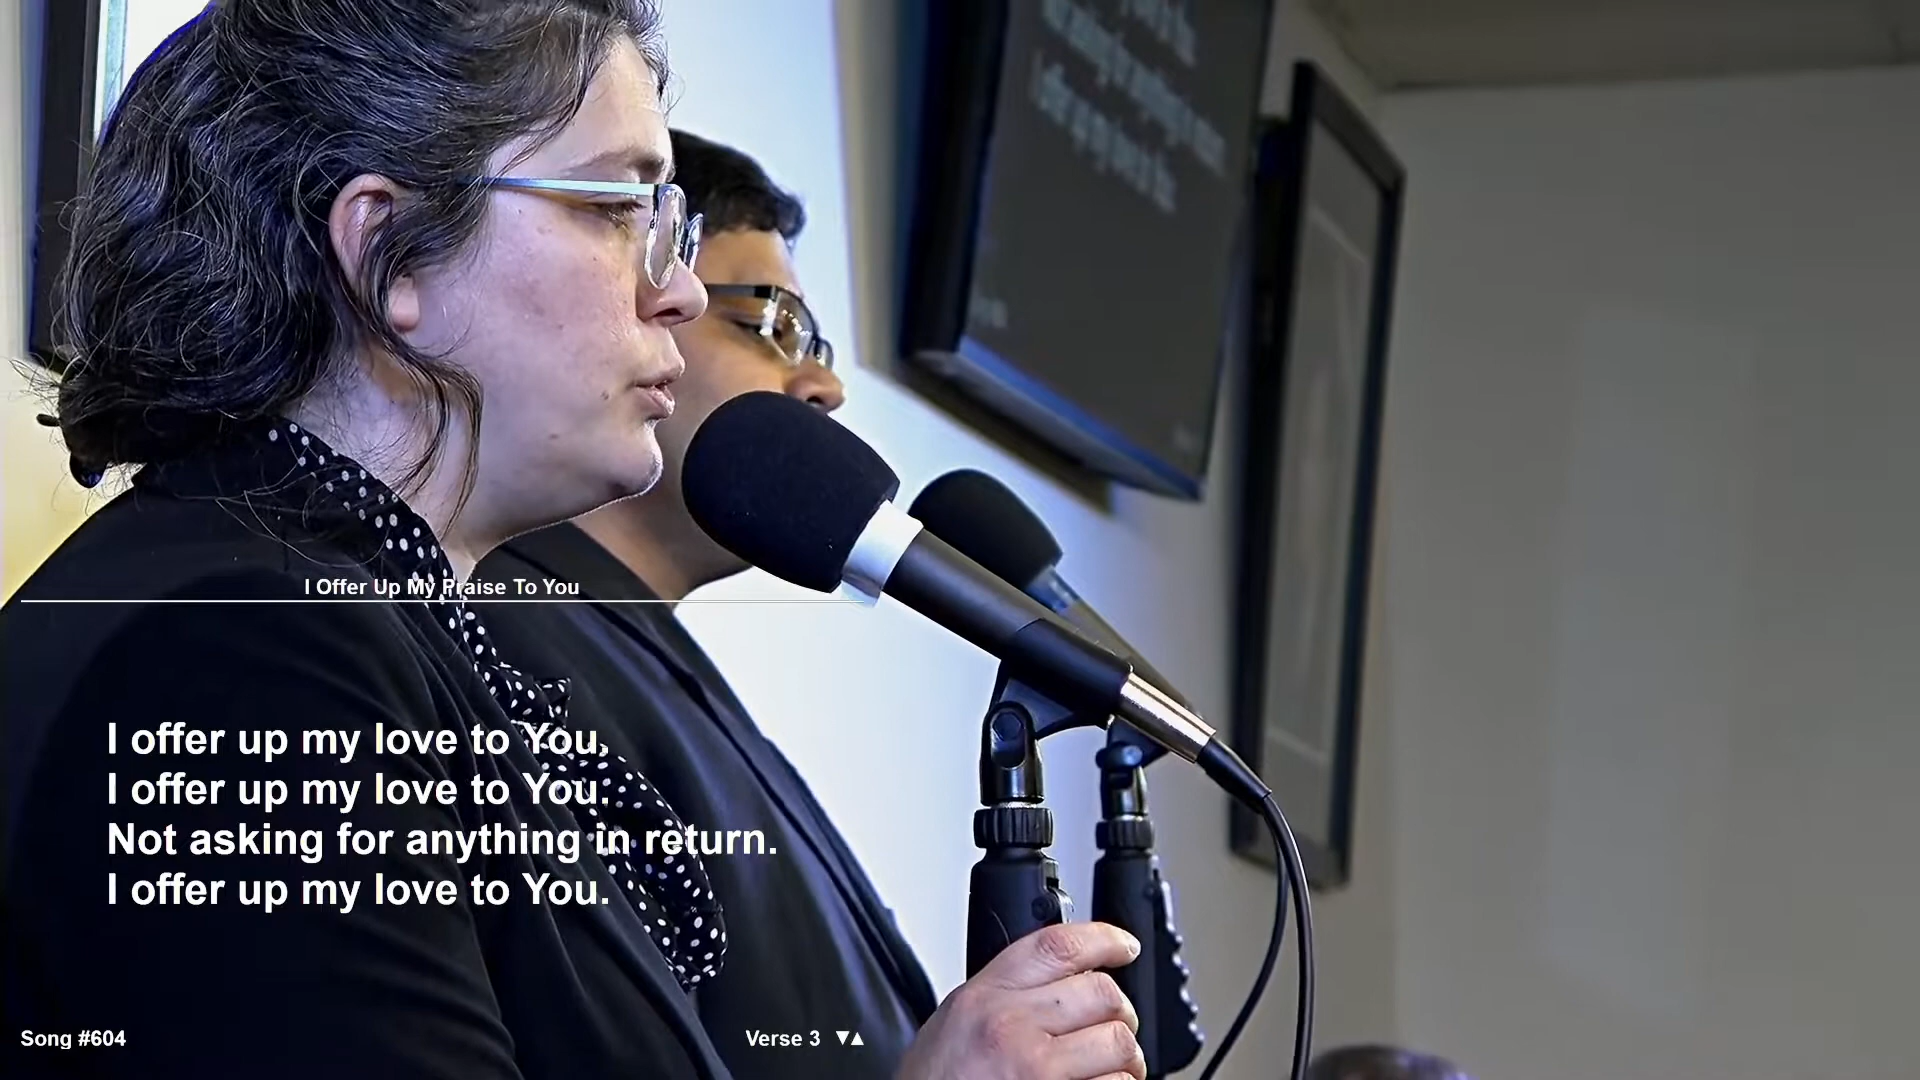 I Offer Up My Praise To You
I offer up my love to You,
I offer up my love to You.
Not asking for anything in return.
I offer up my love to You.
Song #604
Verse 3 ▼▲